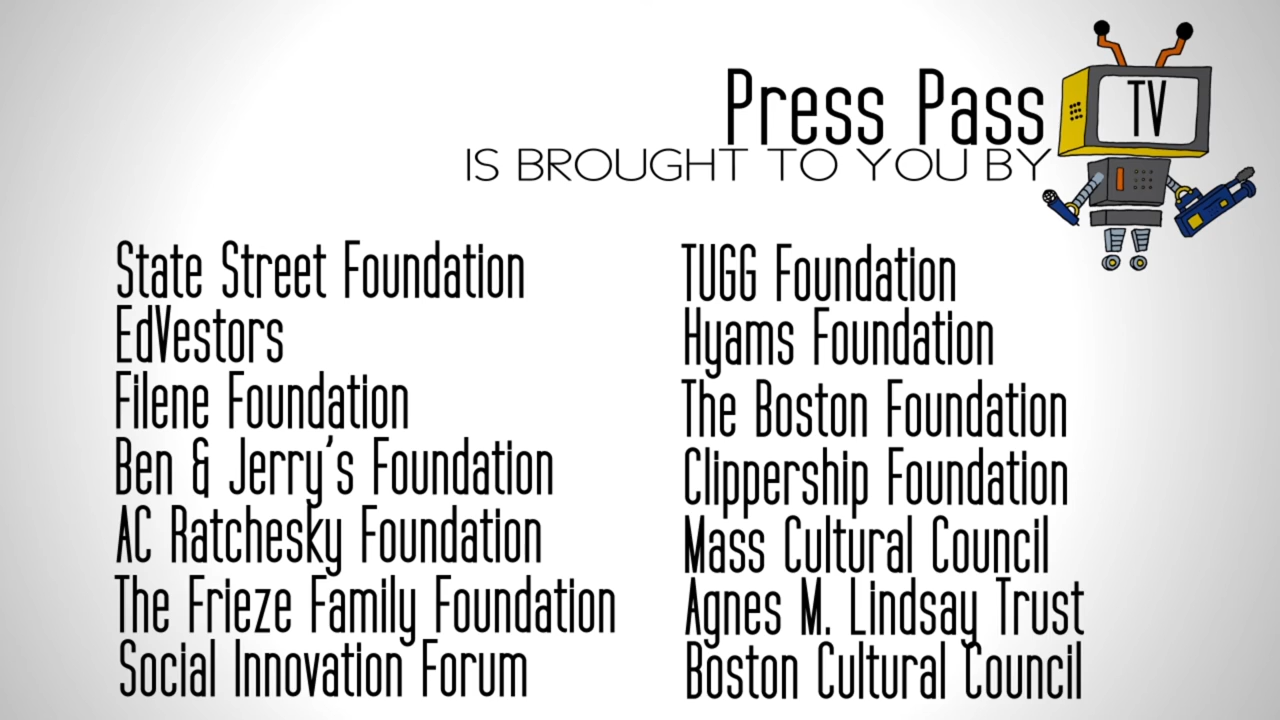 Press Pass TV
IS BROUGHT TO YOU BY
State Street Foundation
EdVestors
Filene Foundation
Ben & Jerry's Foundation
AC Ratchesky Foundation
The Frieze Family Foundation
Social Innovation Forum
TUGG Foundation
Hyams Foundation
The Boston Foundation
Clippership Foundation
Mass Cultural Council
Agnes M. Lindsay Trust
Boston Cultural Council